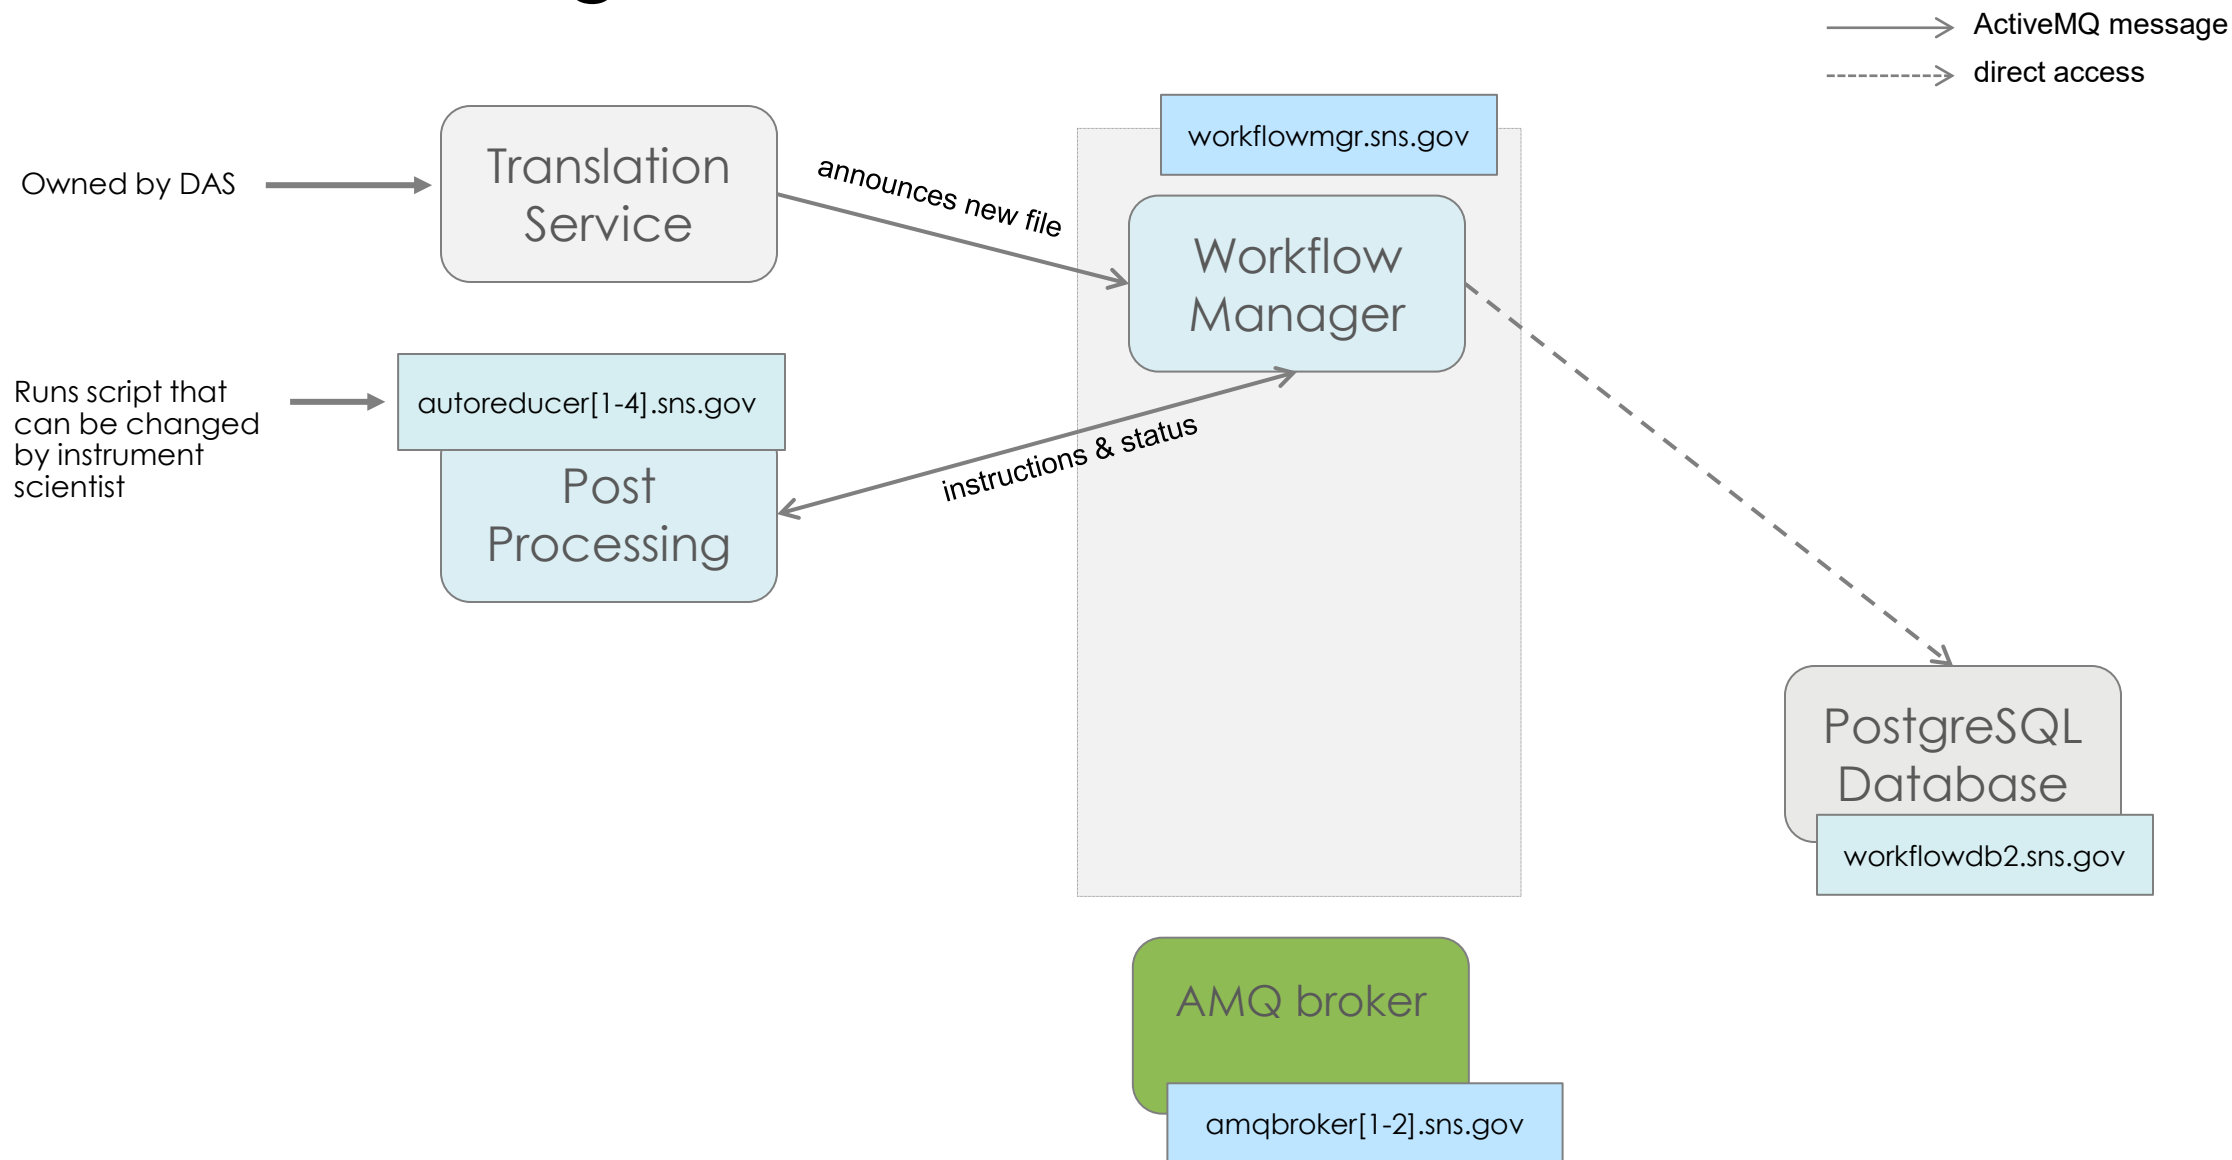 ActiveMQ message
direct access
workflowmgr.sns.gov
Owned by DAS
Translation
Service
announces new file
Workflow
Manager
Runs script that
can be changed
by instrument
scientist
autoreducer[1-4].sns.gov
Post
Processing
instructions & status
PostgreSQL
Database
workflowdb2.sns.gov
AMQ broker
amqbroker[1-2].sns.gov